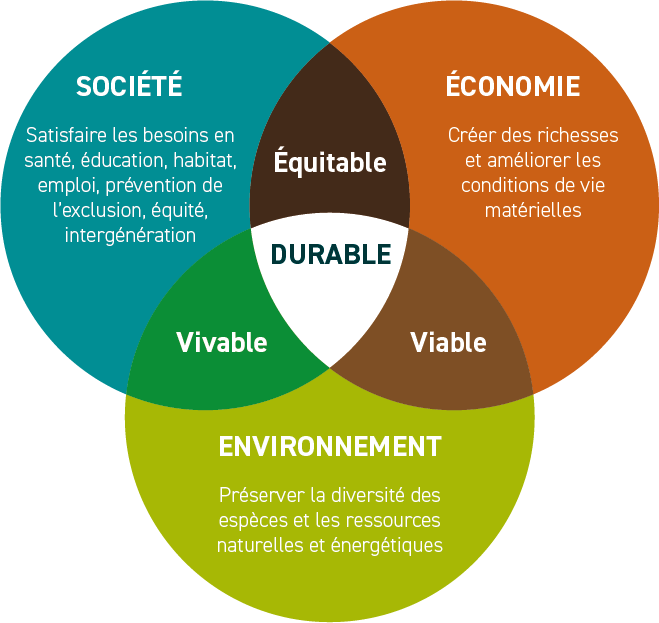 SOCIÉTÉ
Satisfaire les besoins en
santé, éducation, habitat,
emploi, prévention de
l’exclusion, équité,
intergénération
ÉCONOMIE
Créer des richesses
et améliorer les
conditions de vie
matérielles
Équitable
DURABLE
Vivable
Viable
ENVIRONNEMENT
Préserver la diversité des
espèces et les ressources
naturelles et énergétiques